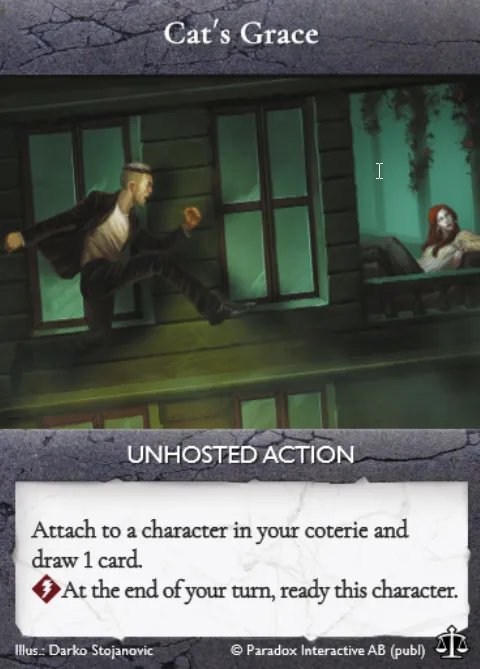 Cat's Grace
UNHOSTED ACTION
Attach to a character in your coterie and
draw 1 card.
At the end of your turn, ready this character.
Illus.: Darko Stojanovic © Paradox Interactive AB (publ)